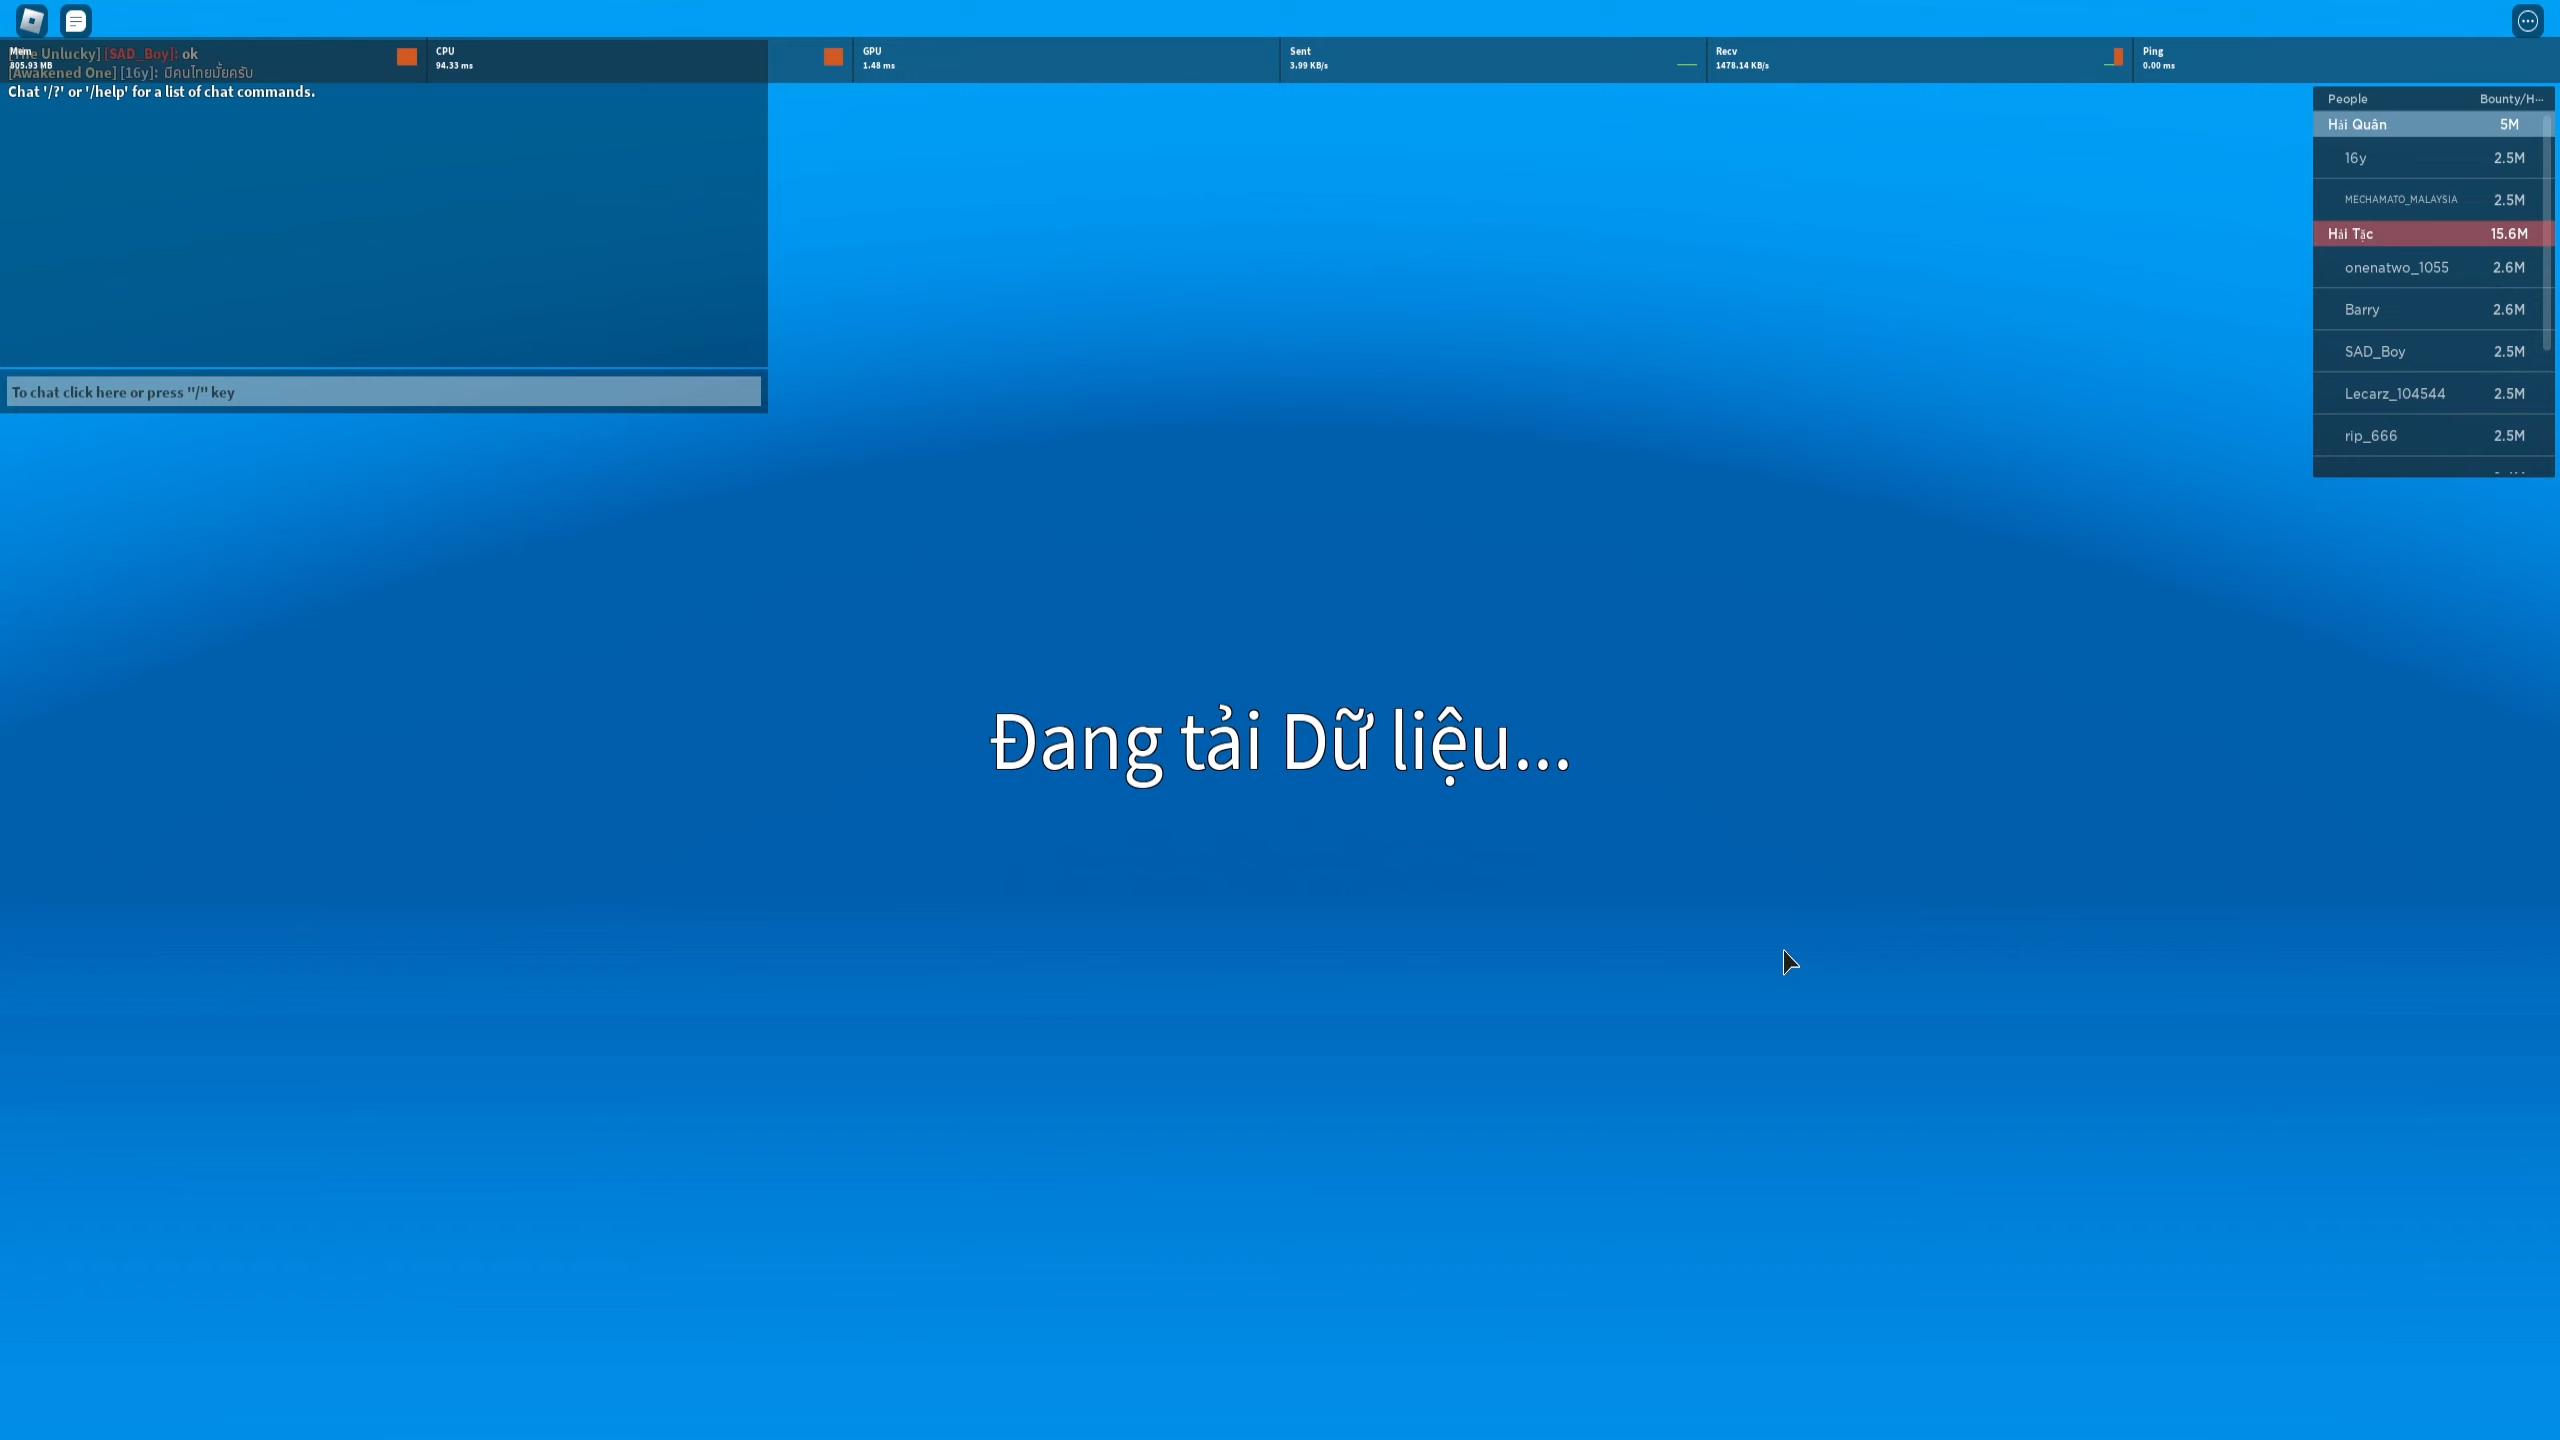 [The Unlucky] [SAD_Boy]: ok
[Awakened One] [16y]: มีคนไทยมั้ยครับ
Chat '/?' or '/help' for a list of chat commands.
To chat click here or press "/" key
Mem
805.93 MB
CPU
94.33 ms
GPU
1.48 ms
Sent
3.99 KB/s
Recv
1478.14 KB/s
Ping
0.00 ms
People Bounty/H...
Hải Quân 5M
16y 2.5M
MECHAMATO_MALAYSIA 2.5M
Hải Tặc 15.6M
onenatwo_1055 2.6M
Barry 2.6M
SAD_Boy 2.5M
Lecarz_104544 2.5M
rip_666 2.5M
Đang tải Dữ liệu...